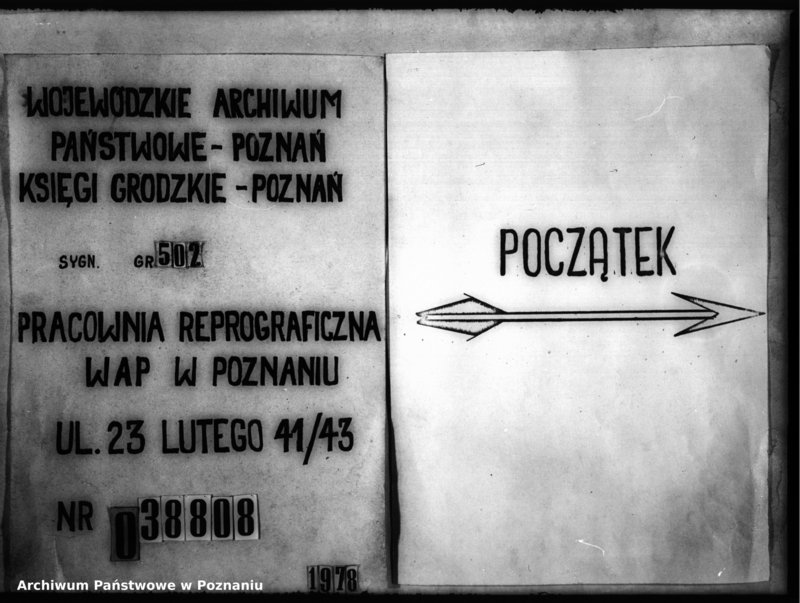 WOJEWÓDZKIE ARCHIWUM
PAŃSTWOWE - POZNAŃ
KSIĘGI GRODZKIE - POZNAŃ
SYGN. GR 502
PRACOWNIA REPROGRAFICZNA
WAP W POZNANIU
UL. 23 LUTEGO 41/43
NR 038808
1978
POCZĄTEK
Archiwum Państwowe w Poznaniu